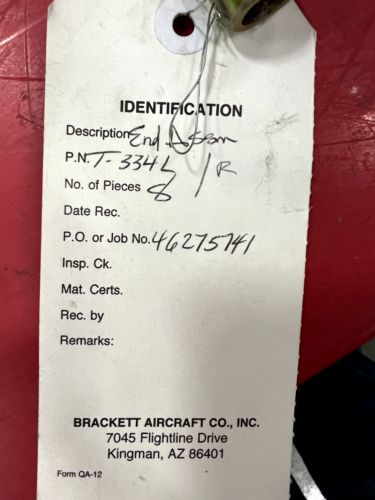 IDENTIFICATION
Description End Assm
P.N. T-334L/R
No. of Pieces 8
Date Rec.
P.O. or Job No. 46275741
Insp. Ck.
Mat. Certs.
Rec. by
Remarks:
BRACKETT AIRCRAFT CO., INC.
7045 Flightline Drive
Kingman, AZ 86401
Form QA-12